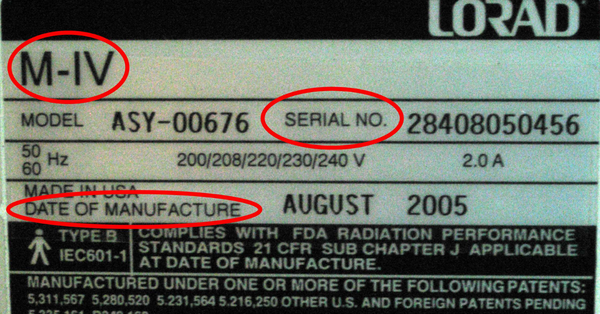 LORAD
M-IV
MODEL ASY-00676 SERIAL NO. 28408050456
50 60 Hz 200/208/220/230/240 V 2.0 A
MADE IN USA
DATE OF MANUFACTURE AUGUST 2005
TYPE B
IEC601-1
COMPLIES WITH FDA RADIATION PERFORMANCE
STANDARDS 21 CFR SUB CHAPTER J APPLICABLE
AT DATE OF MANUFACTURE.
MANUFACTURED UNDER ONE OR MORE OF THE FOLLOWING PATENTS:
5,311,567 5,280,520 5.231,564 5.216,250 OTHER U.S. AND FOREIGN PATENTS PENDING